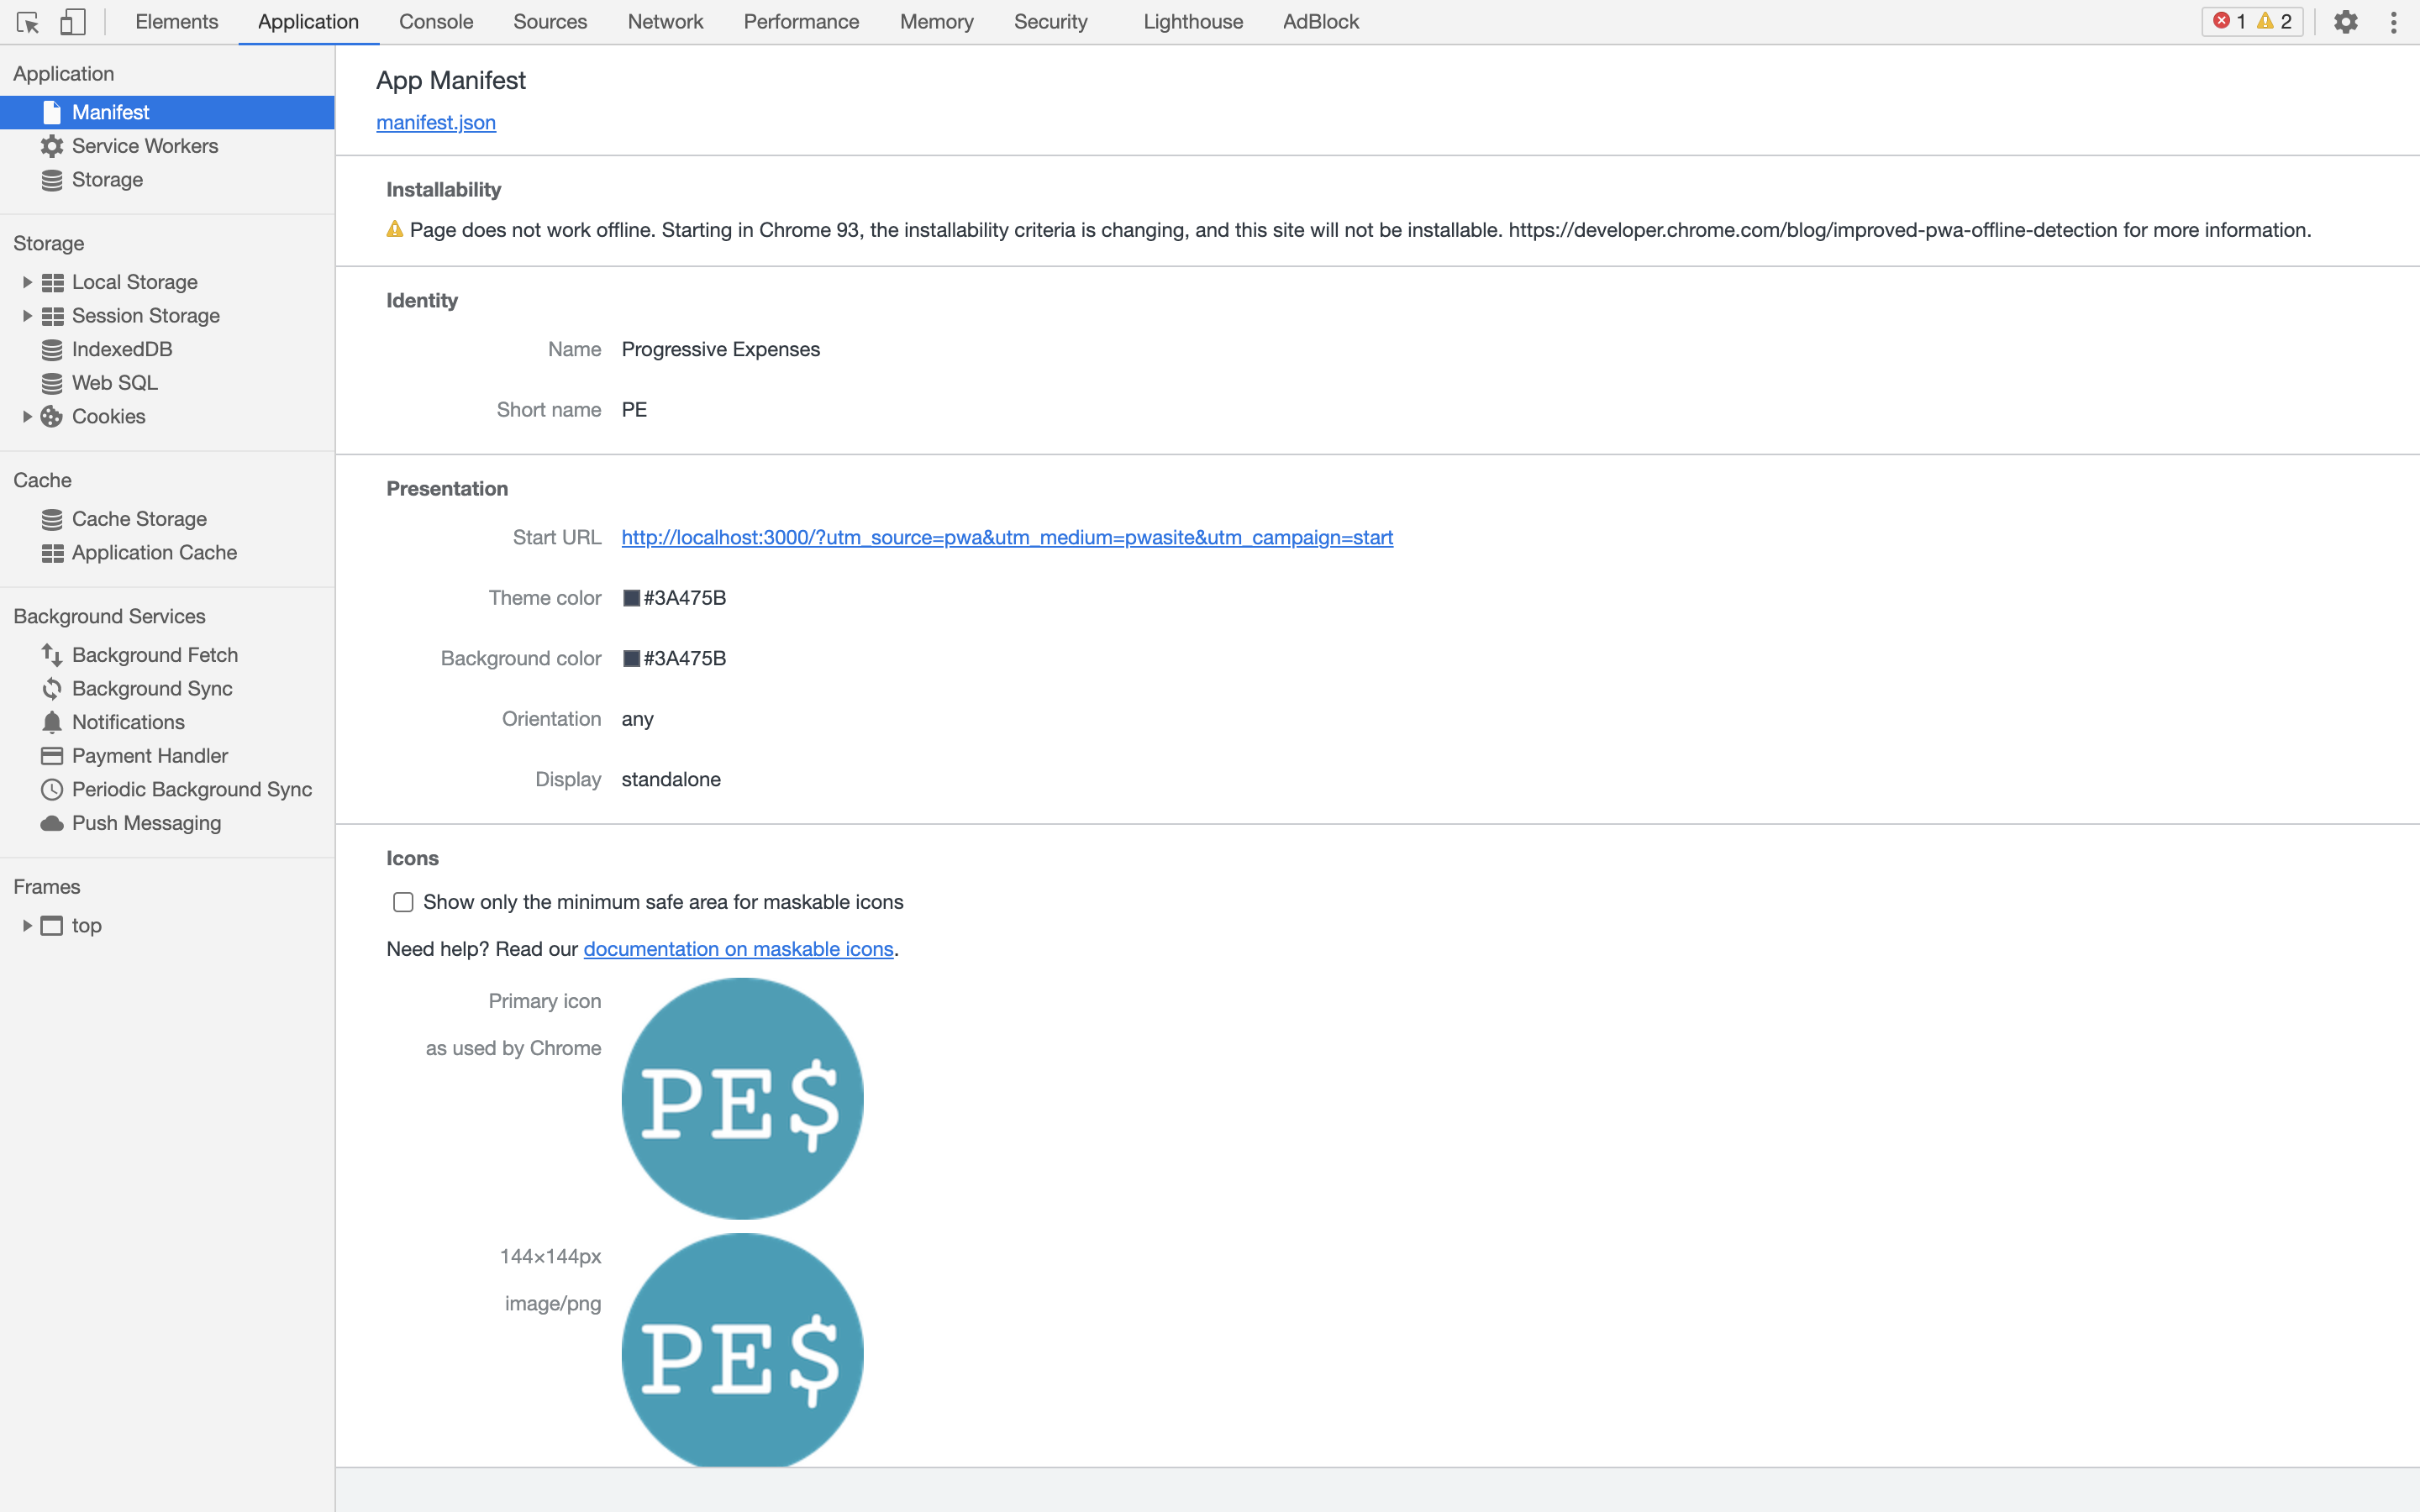 Elements Application Console Sources Network Performance Memory Security Lighthouse AdBlock 1 2
Application
Manifest
Service Workers
Storage
Storage
Local Storage
Session Storage
IndexedDB
Web SQL
Cookies
Cache
Cache Storage
Application Cache
Background Services
Background Fetch
Background Sync
Notifications
Payment Handler
Periodic Background Sync
Push Messaging
Frames
top
App Manifest
manifest.json
Installability
Page does not work offline. Starting in Chrome 93, the installability criteria is changing, and this site will not be installable. https://developer.chrome.com/blog/improved-pwa-offline-detection for more information.
Identity
Name Progressive Expenses
Short name PE
Presentation
Start URL http://localhost:3000/?utm_source=pwa&utm_medium=pwasite&utm_campaign=start
Theme color #3A475B
Background color #3A475B
Orientation any
Display standalone
Icons
Show only the minimum safe area for maskable icons
Need help? Read our documentation on maskable icons.
Primary icon
as used by Chrome
PE$
144×144px
image/png
PE$